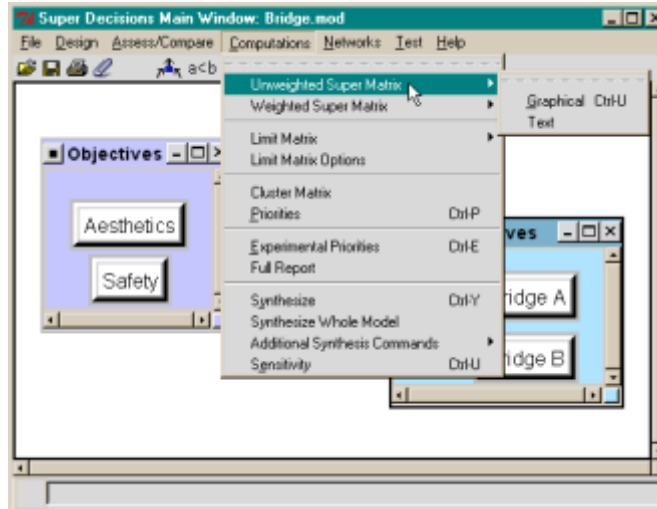 Super Decisions Main Window: Bridge.mod
File Design Assess/Compare Computations Networks Test Help
a<b
Unweighted Super Matrix
Weighted Super Matrix
Graphical Ctrl-U
Text
Limit Matrix
Limit Matrix Options
Objectives
Cluster Matrix
Priorities Ctrl-P
Aesthetics
Safety
ves
Experimental Priorities Ctrl-E
Full Report
ridge A
Synthesize Ctrl-Y
Synthesize Whole Model
Additional Synthesis Commands
ridge B
Sensitivity Ctrl-U